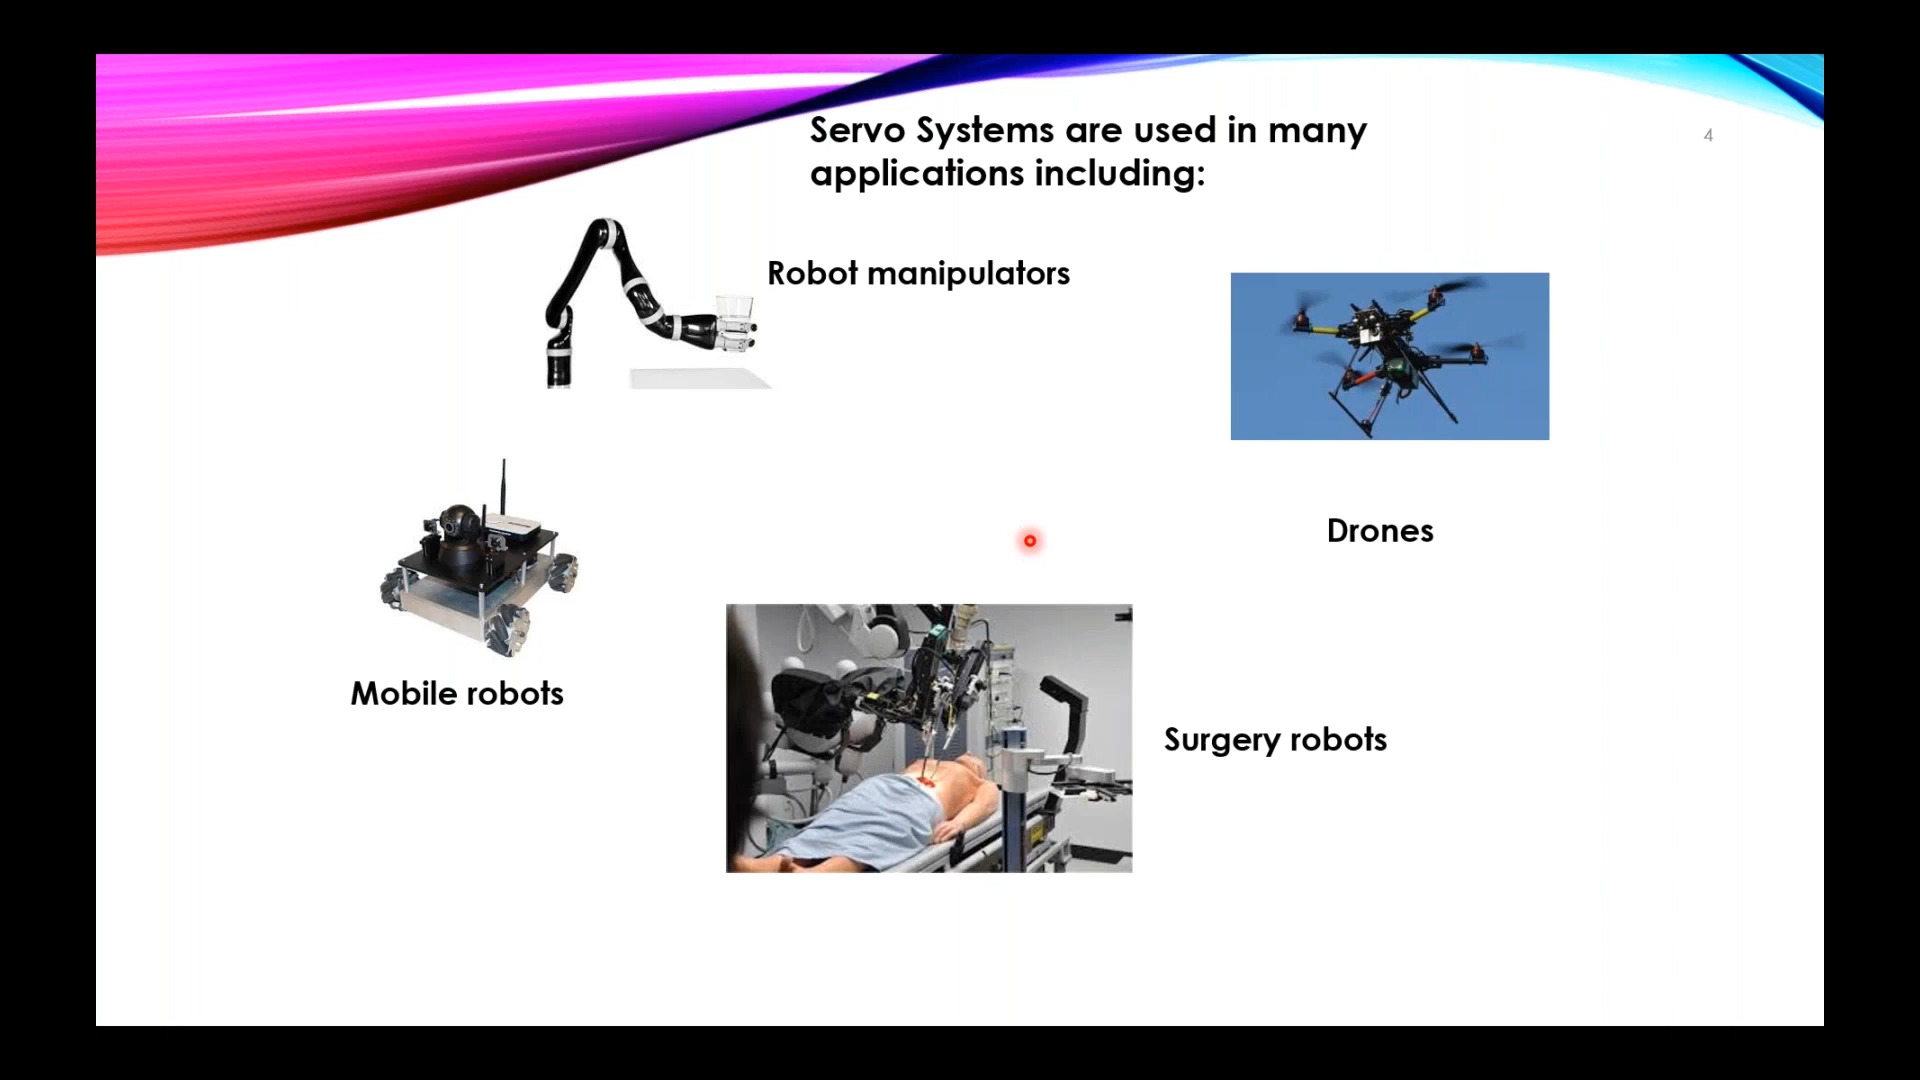 Servo Systems are used in many
applications including:
4
Robot manipulators
Drones
Mobile robots
Surgery robots